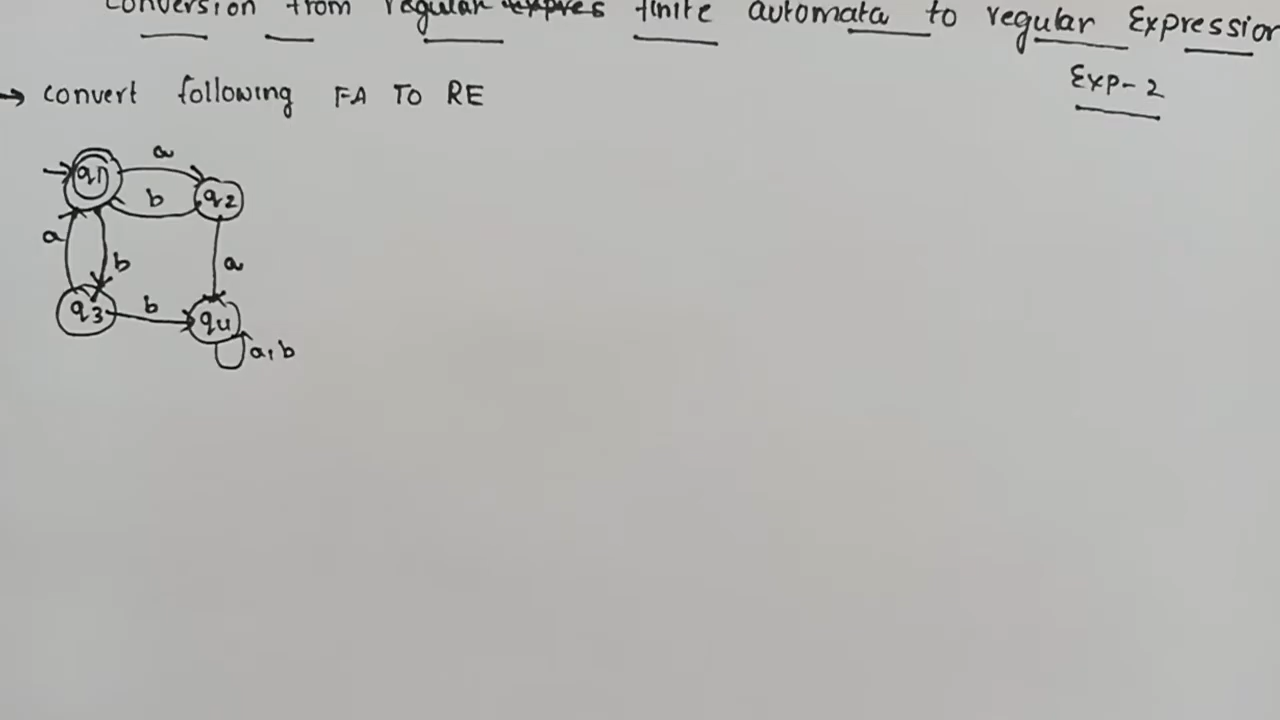 conversion from regular expres finite automata to regular Expression
Exp-2
→ convert following FA TO RE
a
q1
b
q2
a
b
a
q3
b
q4
a,b